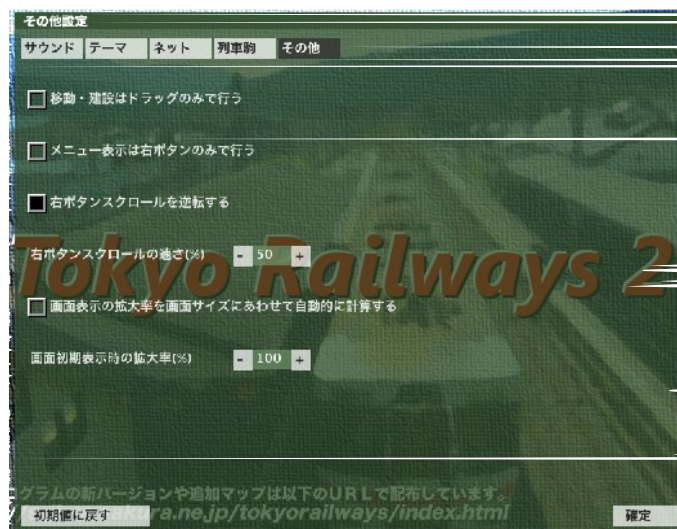 その他設定
サウンド テーマ ネット 列車駒 その他
移動・建設はドラッグのみで行う
メニュー表示は右ボタンのみで行う
右ボタンスクロールを逆転する
右ボタンスクロールの速さ(%) - 50 +
Tokyo Railways 2
画面表示の拡大率を画面サイズにあわせて自動的に計算する
画面初期表示時の拡大率(%) - 100 +
グラムの新バージョンや追加マップは以下のURLで配布しています。
kura.ne.jp/tokyorailways/index.html
初期値に戻す 確定